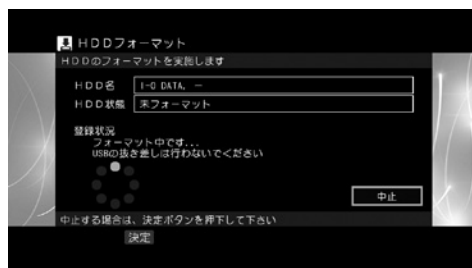 HDDフォーマット
HDDのフォーマットを実施します
HDD名 I-O DATA, －
HDD状態 未フォーマット
登録状況
フォーマット中です...
USBの抜き差しは行わないでください
中止
中止する場合は、決定ボタンを押下して下さい
決定